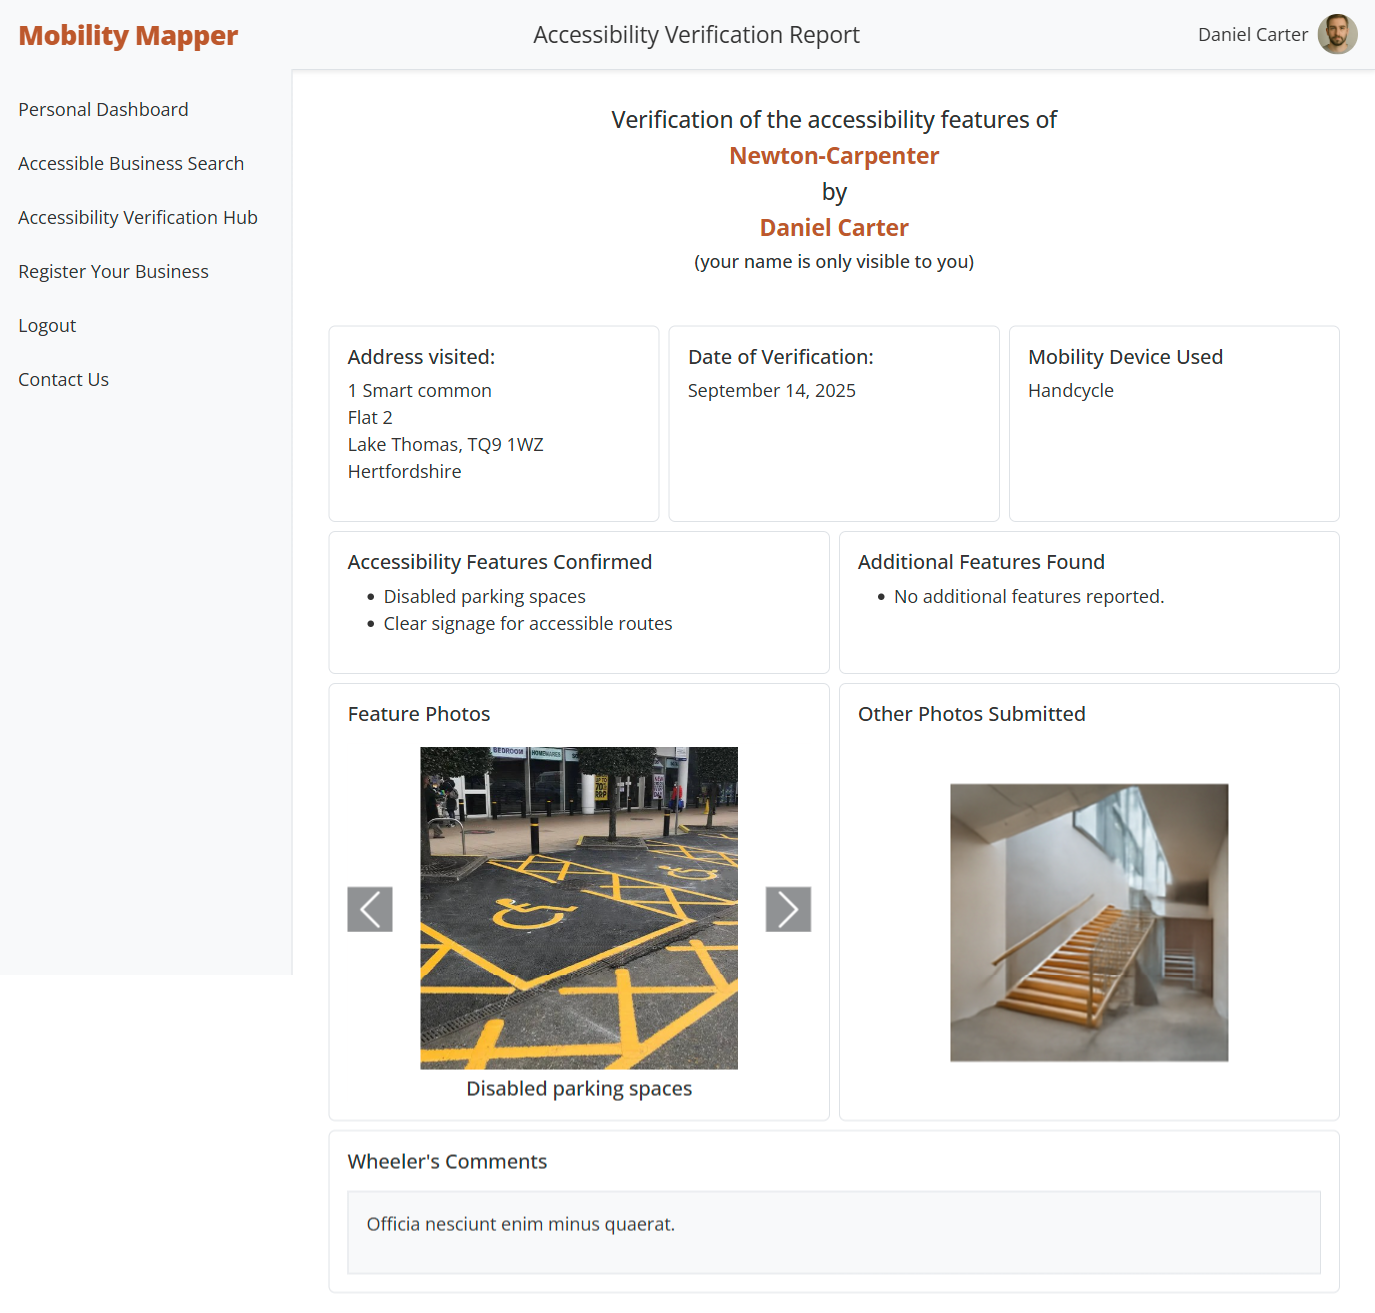 Mobility Mapper
Accessibility Verification Report
Daniel Carter
Personal Dashboard
Accessible Business Search
Accessibility Verification Hub
Register Your Business
Logout
Contact Us
Verification of the accessibility features of
Newton-Carpenter
by
Daniel Carter
(your name is only visible to you)
Address visited:
1 Smart common
Flat 2
Lake Thomas, TQ9 1WZ
Hertfordshire
Date of Verification:
September 14, 2025
Mobility Device Used
Handcycle
Accessibility Features Confirmed
• Disabled parking spaces
• Clear signage for accessible routes
Additional Features Found
• No additional features reported.
Feature Photos
BEDROOM
HOMEWARES
UP TO
70%
RRP
Disabled parking spaces
Other Photos Submitted
Wheeler's Comments
Officia nesciunt enim minus quaerat.